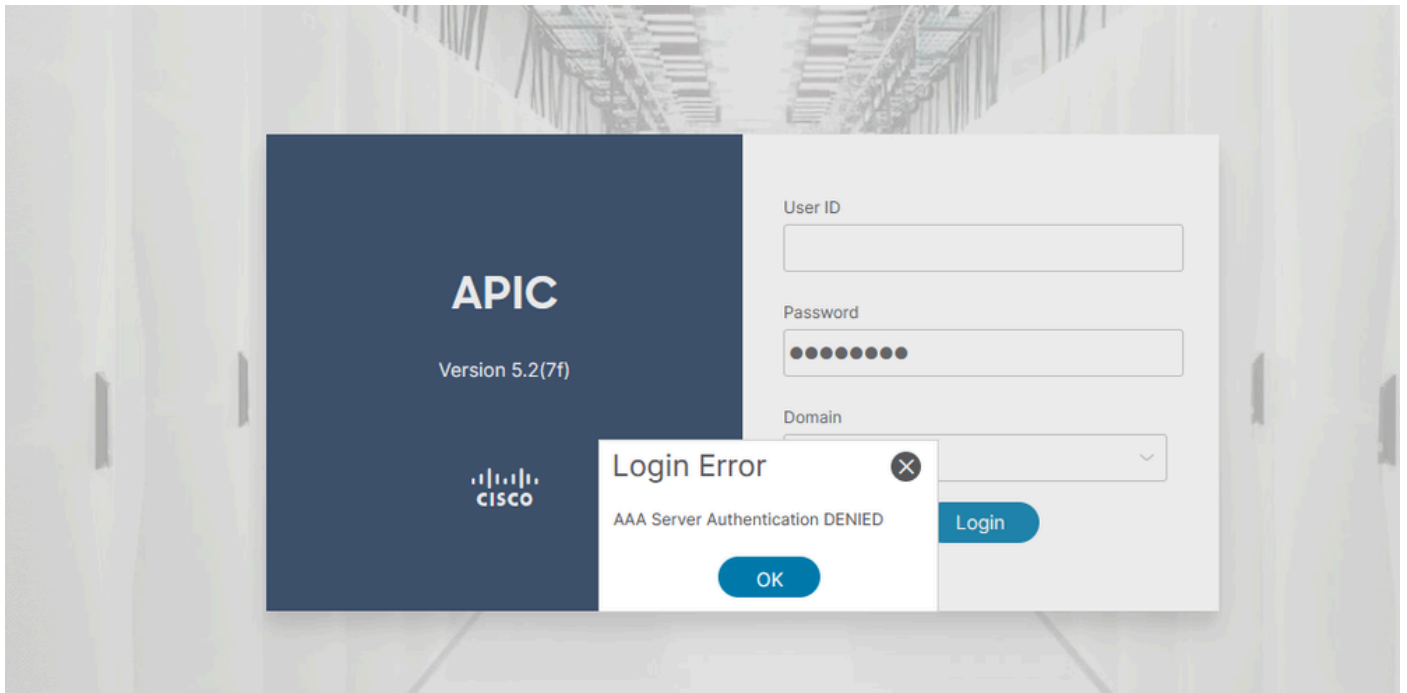 APIC
Version 5.2(7f)
CISCO
User ID
Password
Domain
Login
Login Error
AAA Server Authentication DENIED
OK